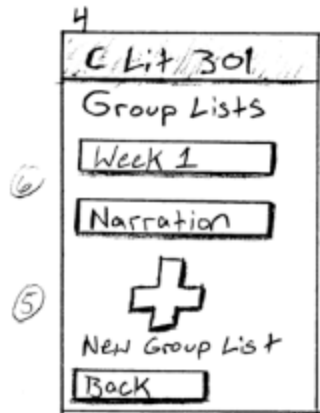 4
C Lit 301
Group Lists
Week 1
6
Narration
5
New Group List
Back